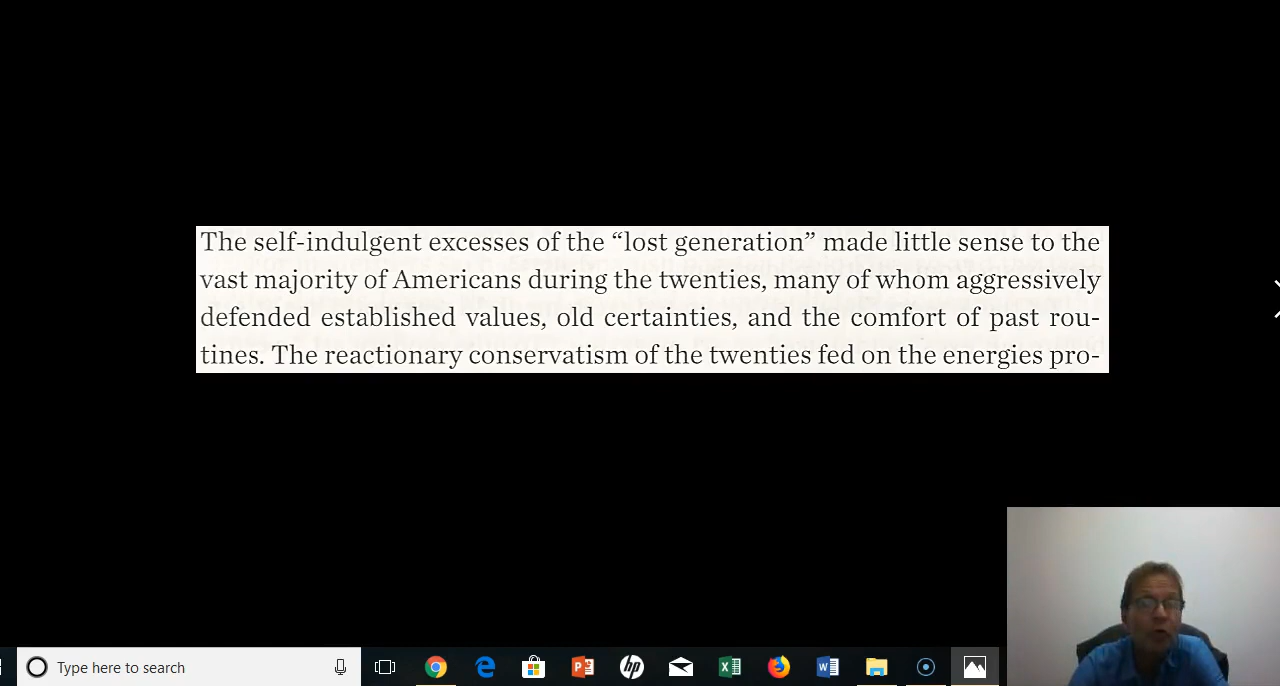 The self-indulgent excesses of the “lost generation” made little sense to the
vast majority of Americans during the twenties, many of whom aggressively
defended established values, old certainties, and the comfort of past rou-
tines. The reactionary conservatism of the twenties fed on the energies pro-
Type here to search